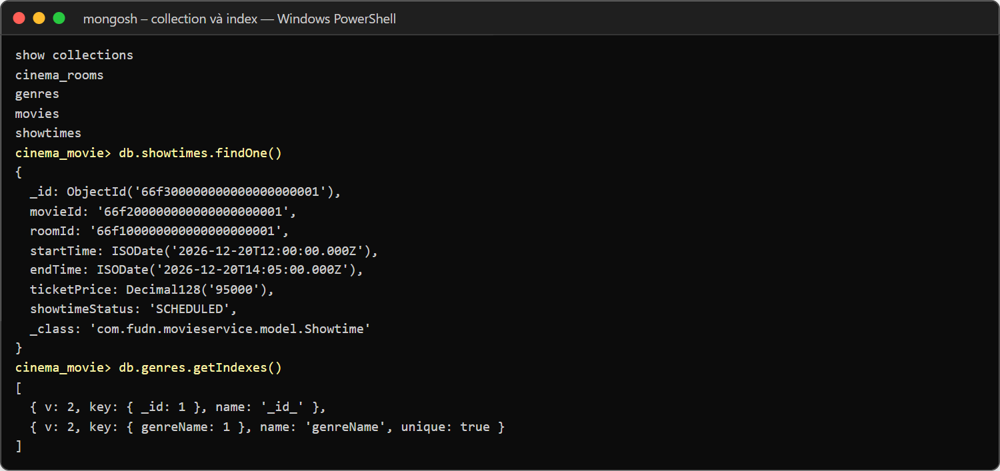 mongosh – collection và index — Windows PowerShell
show collections
cinema_rooms
genres
movies
showtimes
cinema_movie> db.showtimes.findOne()
{
  _id: ObjectId('66f300000000000000000001'),
  movieId: '66f200000000000000000001',
  roomId: '66f100000000000000000001',
  startTime: ISODate('2026-12-20T12:00:00.000Z'),
  endTime: ISODate('2026-12-20T14:05:00.000Z'),
  ticketPrice: Decimal128('95000'),
  showtimeStatus: 'SCHEDULED',
  _class: 'com.fudn.movieservice.model.Showtime'
}
cinema_movie> db.genres.getIndexes()
[
  { v: 2, key: { _id: 1 }, name: '_id_' },
  { v: 2, key: { genreName: 1 }, name: 'genreName', unique: true }
]